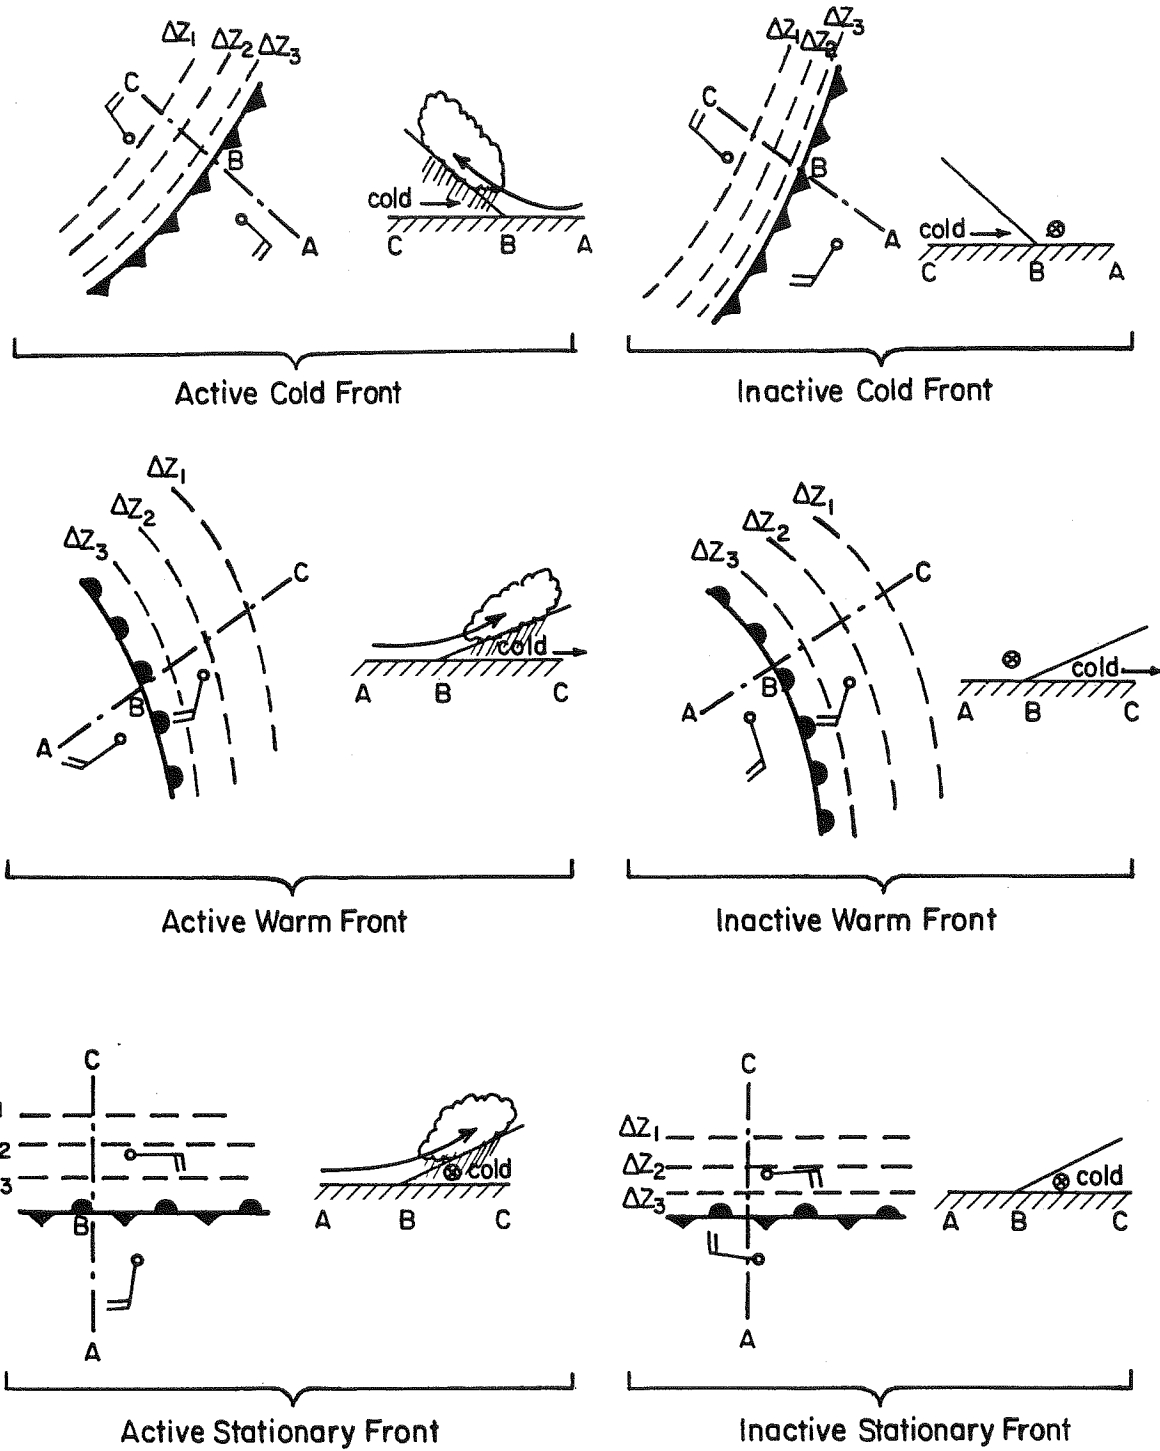 ΔZ1 ΔZ2 ΔZ3
C
B
A
cold
C B A
Active Cold Front
ΔZ1 ΔZ2 ΔZ3
C
B
A
cold
C B A
Inactive Cold Front
ΔZ1
ΔZ2
ΔZ3
C
B
A
cold
A B C
Active Warm Front
ΔZ1
ΔZ2
ΔZ3
C
B
A
cold
A B C
Inactive Warm Front
C
2
3
B
A
cold
A B C
Active Stationary Front
C
ΔZ1
ΔZ2
ΔZ3
A
cold
A B C
Inactive Stationary Front